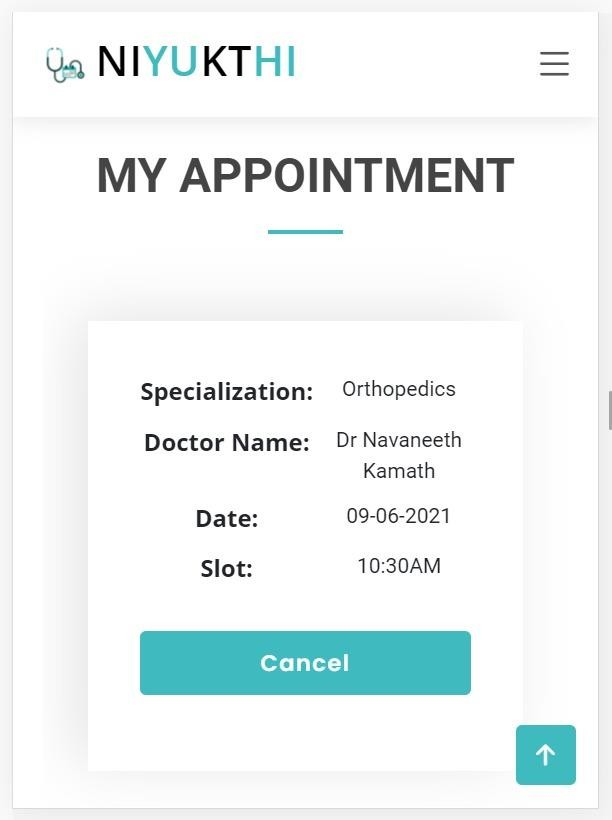 NIYUKTHI
MY APPOINTMENT
Specialization: Orthopedics
Doctor Name: Dr Navaneeth
Kamath
Date: 09-06-2021
Slot: 10:30AM
Cancel